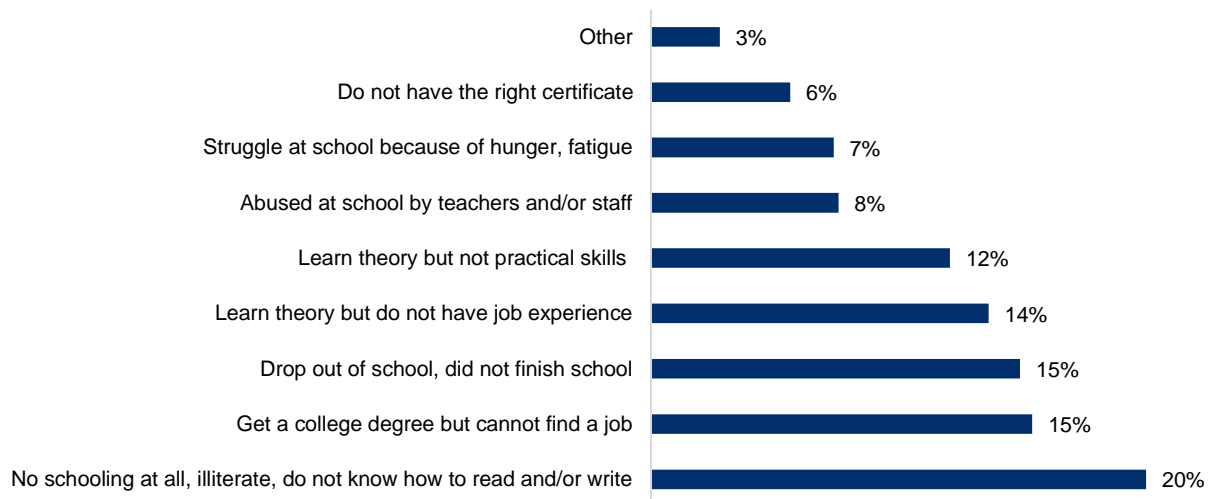 Other 3%
Do not have the right certificate 6%
Struggle at school because of hunger, fatigue 7%
Abused at school by teachers and/or staff 8%
Learn theory but not practical skills 12%
Learn theory but do not have job experience 14%
Drop out of school, did not finish school 15%
Get a college degree but cannot find a job 15%
No schooling at all, illiterate, do not know how to read and/or write 20%